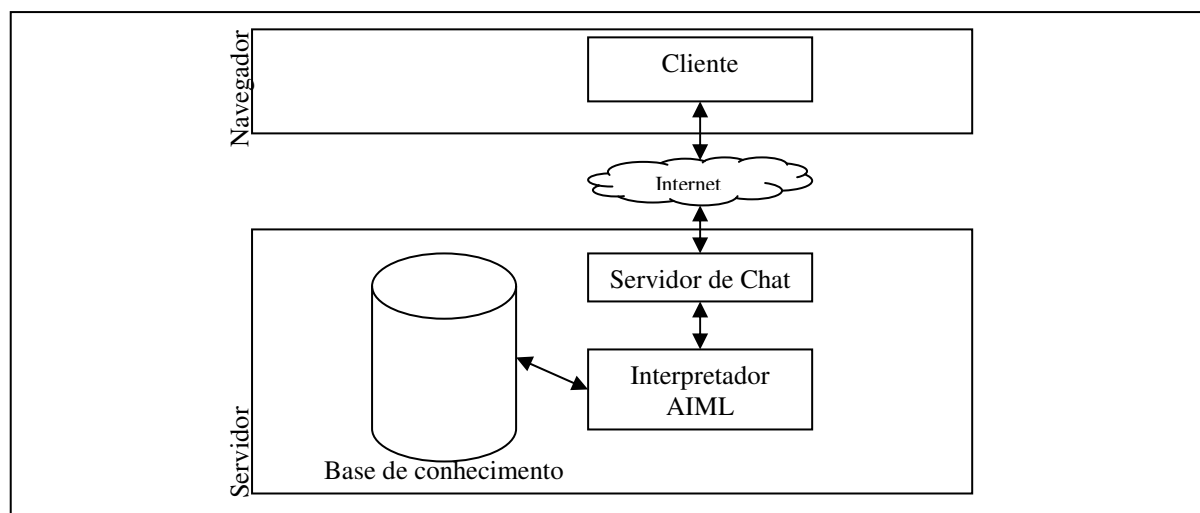 Navegador
Cliente
Internet
Servidor de Chat
Interpretador
AIML
Base de conhecimento
Servidor